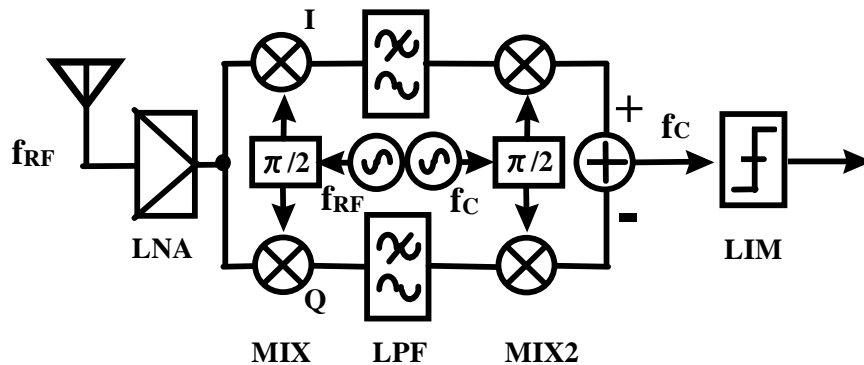 I
+
f_C
f_RF
π/2
π/2
f_RF
f_C
-
LNA
LIM
Q
MIX
LPF
MIX2